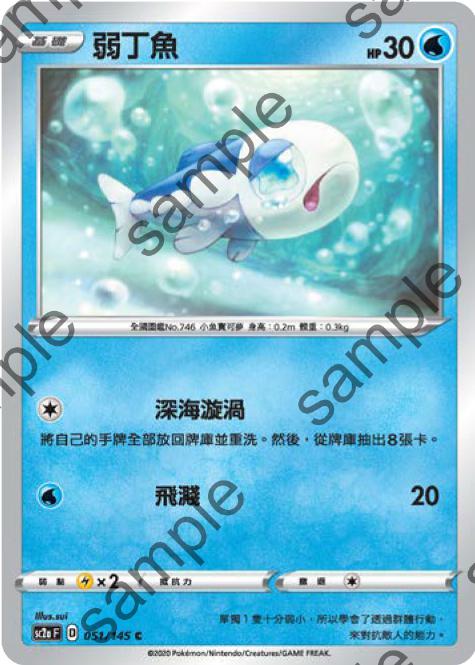 基礎 弱丁魚 HP30
全國圖鑑No.746 小魚寶可夢 身高：0.2m 體重：0.3kg
深海漩渦
將自己的手牌全部放回牌庫並重洗。然後，從牌庫抽出8張卡。
飛濺 20
弱點 ×2 抵抗力 撤退
Illus.sui
單獨1隻十分弱小，所以學會了透過群體行動，
sc2a F D 051/145 C
來對抗敵人的能力。
©2020 Pokémon/Nintendo/Creatures/GAME FREAK.
sample
sample
sample
sample
sample
sample
sample
sample